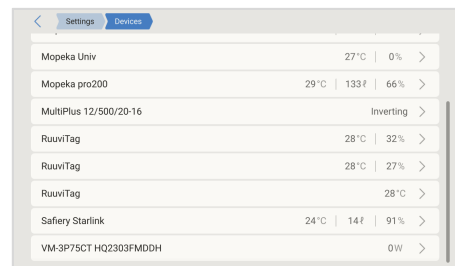 Settings Devices
Mopeka Univ 27°C 0%
Mopeka pro200 29°C 133ℓ 66%
MultiPlus 12/500/20-16 Inverting
RuuviTag 28°C 32%
RuuviTag 28°C 27%
RuuviTag 28°C
Safiery Starlink 24°C 14ℓ 91%
VM-3P75CT HQ2303FMDDH 0W